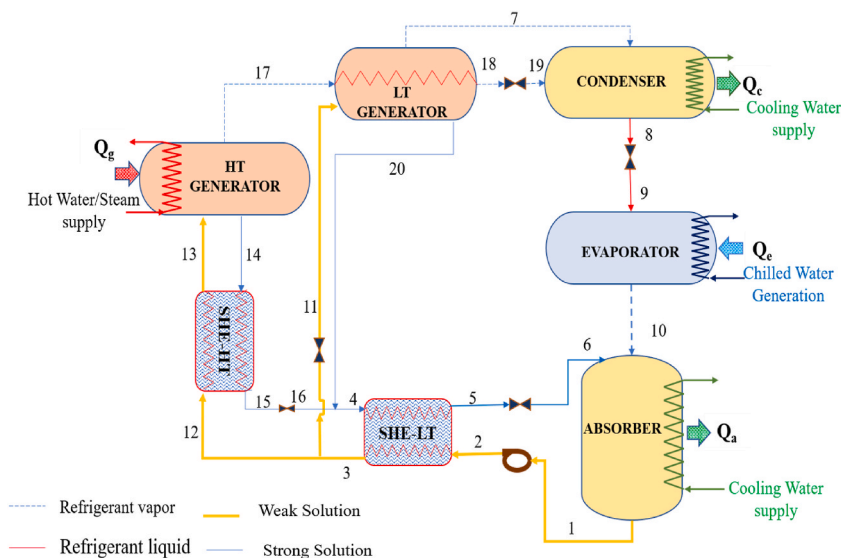 7
17
18
19
CONDENSER
Qc
LT
GENERATOR
Cooling Water
supply
Qg
HT
GENERATOR
20
8
Hot Water/Steam
supply
9
13
14
11
EVAPORATOR
Qe
Chilled Water
Generation
SHE-HT
10
6
15
16
4
5
12
SHE-LT
2
3
ABSORBER
Qa
Cooling Water
supply
1
Refrigerant vapor
Weak Solution
Refrigerant liquid
Strong Solution